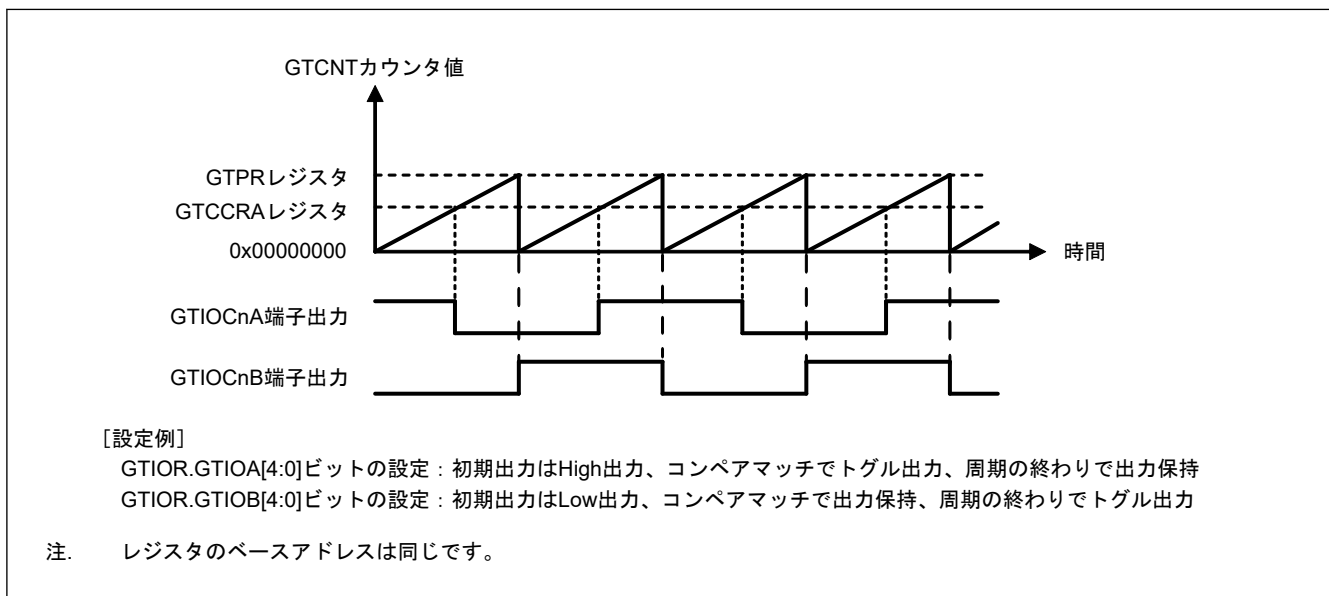 GTCNTカウンタ値
GTPRレジスタ
GTCCRAレジスタ
0x00000000
時間
GTIOCnA端子出力
GTIOCnB端子出力
［設定例］
GTIOR.GTIOA[4:0]ビットの設定：初期出力はHigh出力、コンペアマッチでトグル出力、周期の終わりで出力保持
GTIOR.GTIOB[4:0]ビットの設定：初期出力はLow出力、コンペアマッチで出力保持、周期の終わりでトグル出力
注. レジスタのベースアドレスは同じです。